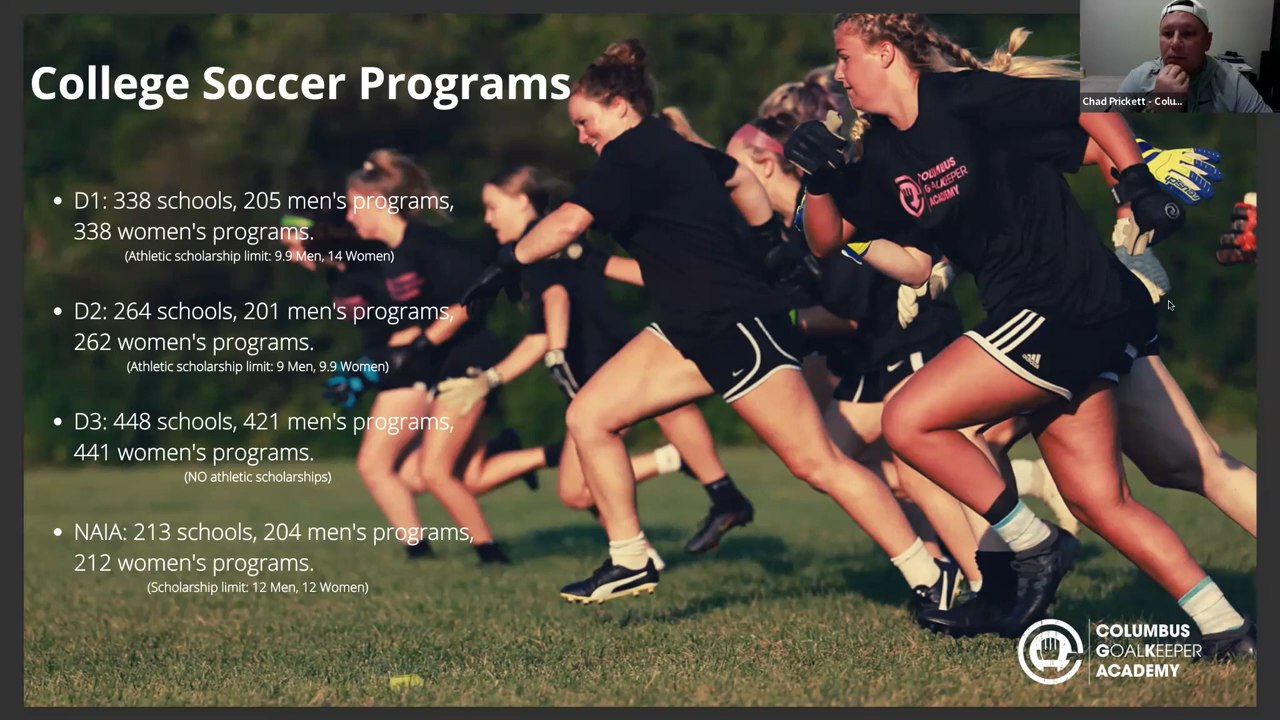 College Soccer Programs
Chad Prickett - Colu...
• D1: 338 schools, 205 men's programs,
338 women's programs.
(Athletic scholarship limit: 9.9 Men, 14 Women)
• D2: 264 schools, 201 men's programs,
262 women's programs.
(Athletic scholarship limit: 9 Men, 9.9 Women)
• D3: 448 schools, 421 men's programs,
441 women's programs.
(NO athletic scholarships)
• NAIA: 213 schools, 204 men's programs,
212 women's programs.
(Scholarship limit: 12 Men, 12 Women)
COLUMBUS
GOALKEEPER
ACADEMY
adidas
COLUMBUS
GOALKEEPER
ACADEMY